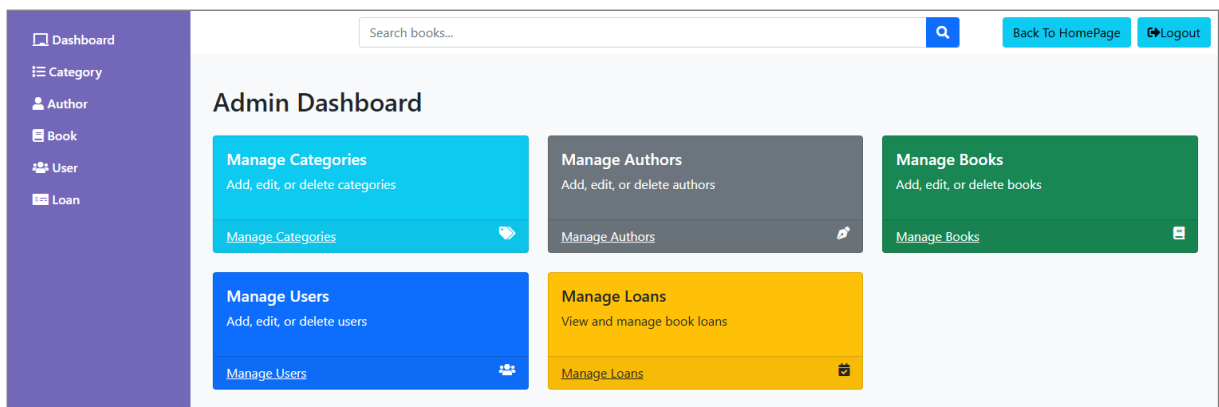 Dashboard
Category
Author
Book
User
Loan
Search books...
Back To HomePage
Logout
Admin Dashboard
Manage Categories
Add, edit, or delete categories
Manage Categories
Manage Authors
Add, edit, or delete authors
Manage Authors
Manage Books
Add, edit, or delete books
Manage Books
Manage Users
Add, edit, or delete users
Manage Users
Manage Loans
View and manage book loans
Manage Loans